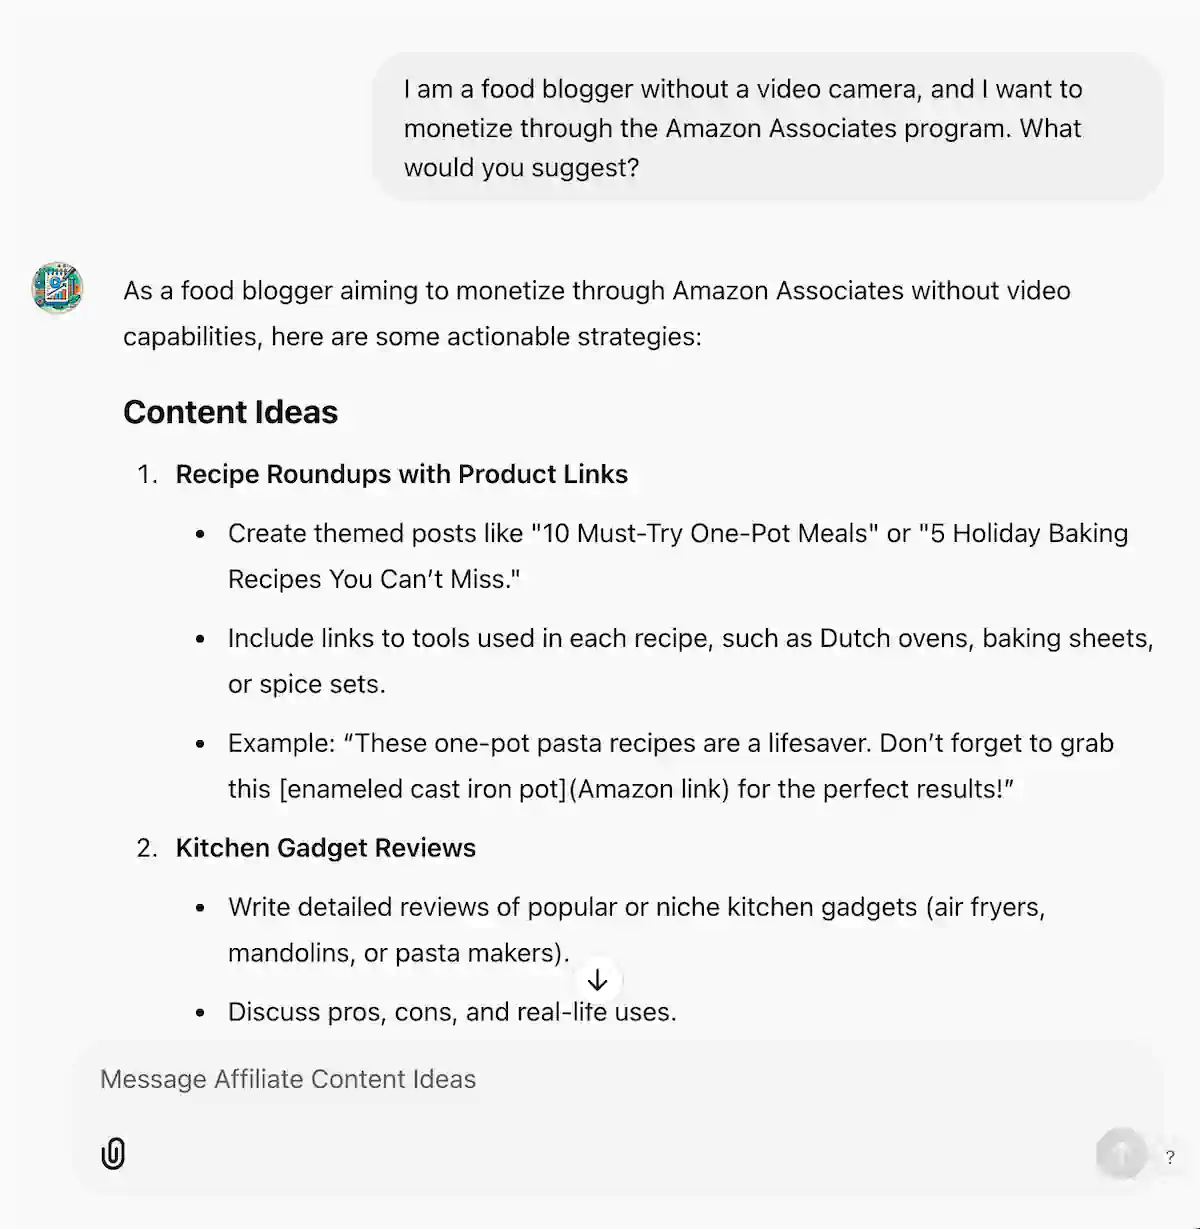 I am a food blogger without a video camera, and I want to
monetize through the Amazon Associates program. What
would you suggest?
As a food blogger aiming to monetize through Amazon Associates without video
capabilities, here are some actionable strategies:
Content Ideas
1. Recipe Roundups with Product Links
• Create themed posts like "10 Must-Try One-Pot Meals" or "5 Holiday Baking
Recipes You Can’t Miss."
• Include links to tools used in each recipe, such as Dutch ovens, baking sheets,
or spice sets.
• Example: “These one-pot pasta recipes are a lifesaver. Don’t forget to grab
this [enameled cast iron pot](Amazon link) for the perfect results!”
2. Kitchen Gadget Reviews
• Write detailed reviews of popular or niche kitchen gadgets (air fryers,
mandolins, or pasta makers).
• Discuss pros, cons, and real-life uses.
Message Affiliate Content Ideas
?